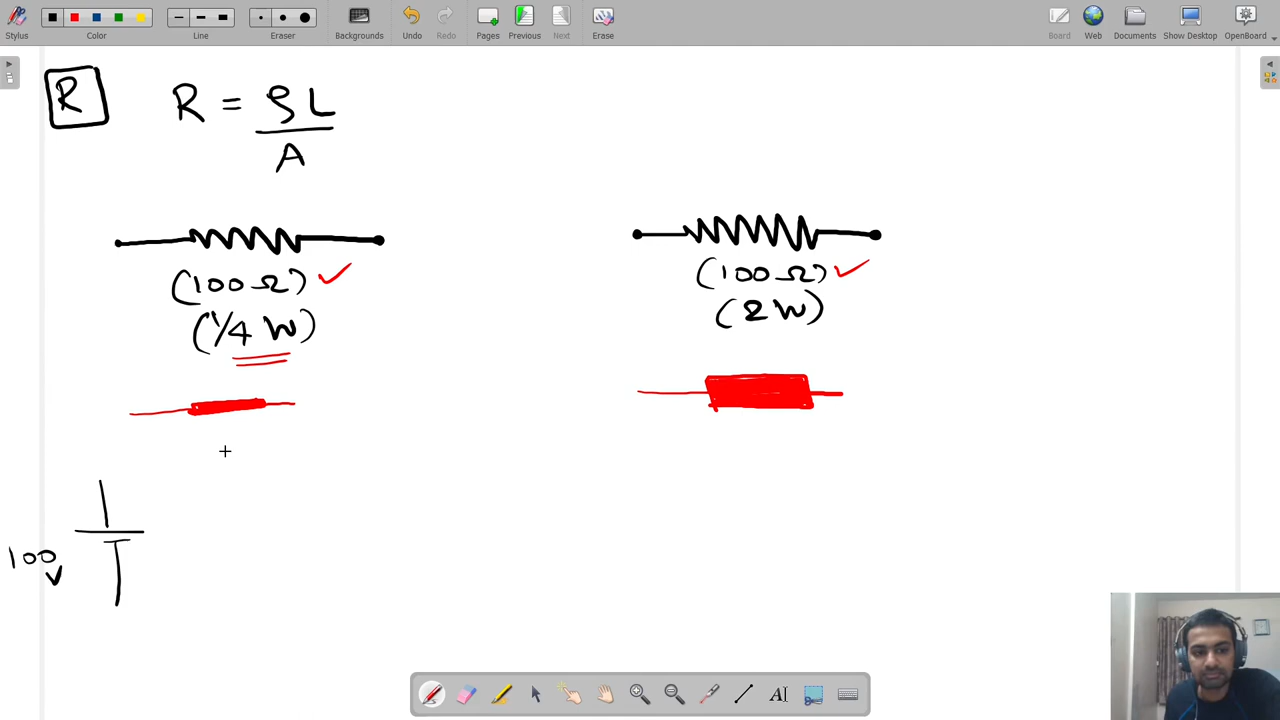 Stylus
Color
Line
Eraser
Backgrounds
Undo
Redo
Pages
Previous
Next
Erase
Board
Web
Documents
Show Desktop
OpenBoard
R
R = ρL
A
(100 Ω) ✓
(1/4 W)
(100 Ω) ✓
(2 W)
100
V
AI